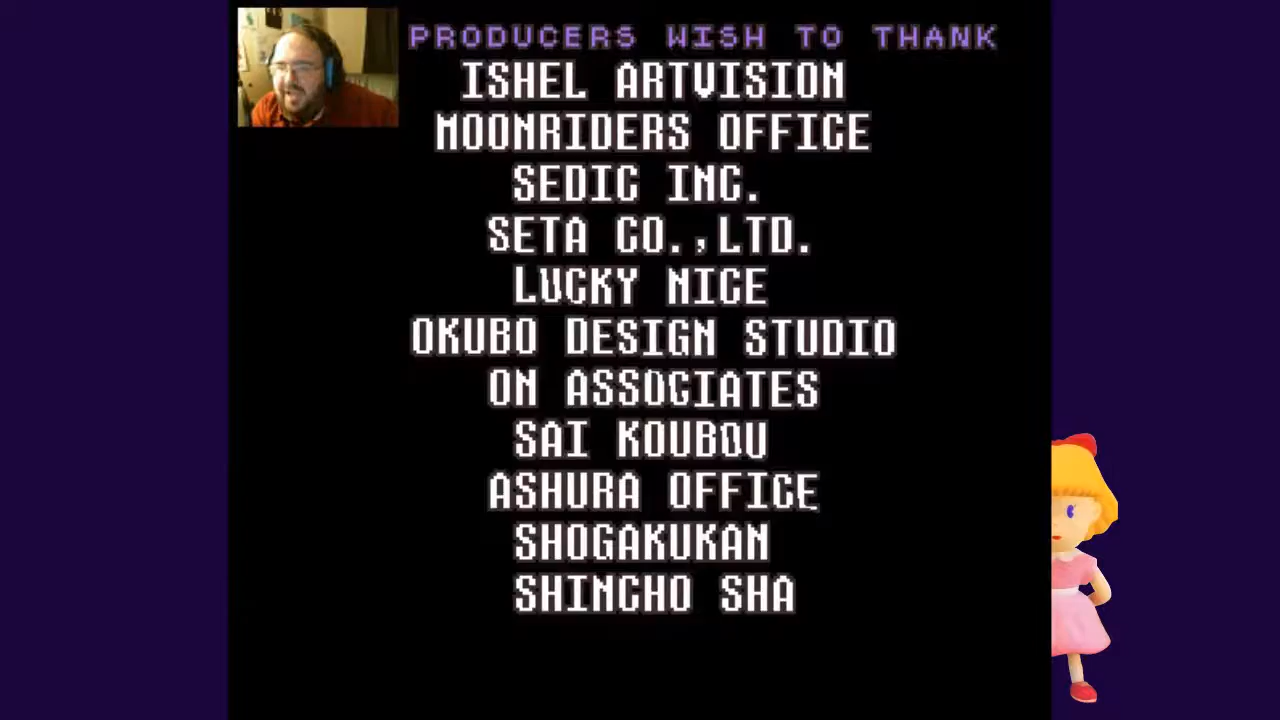 PRODUCERS WISH TO THANK
ISHEL ARTVISION
MOONRIDERS OFFICE
SEDIC INC.
SETA CO.,LTD.
LUCKY NICE
OKUBO DESIGN STUDIO
ON ASSOCIATES
SAI KOUBOU
ASHURA OFFICE
SHOGAKUKAN
SHINCHO SHA